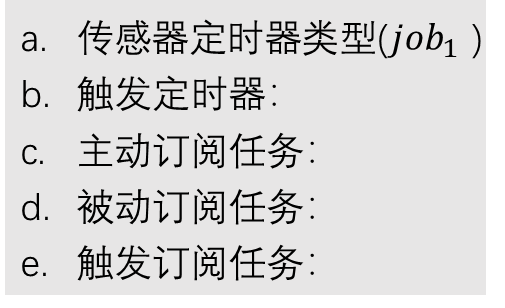 a. 传感器定时器类型(job₁ )
b. 触发定时器：
c. 主动订阅任务：
d. 被动订阅任务：
e. 触发订阅任务：